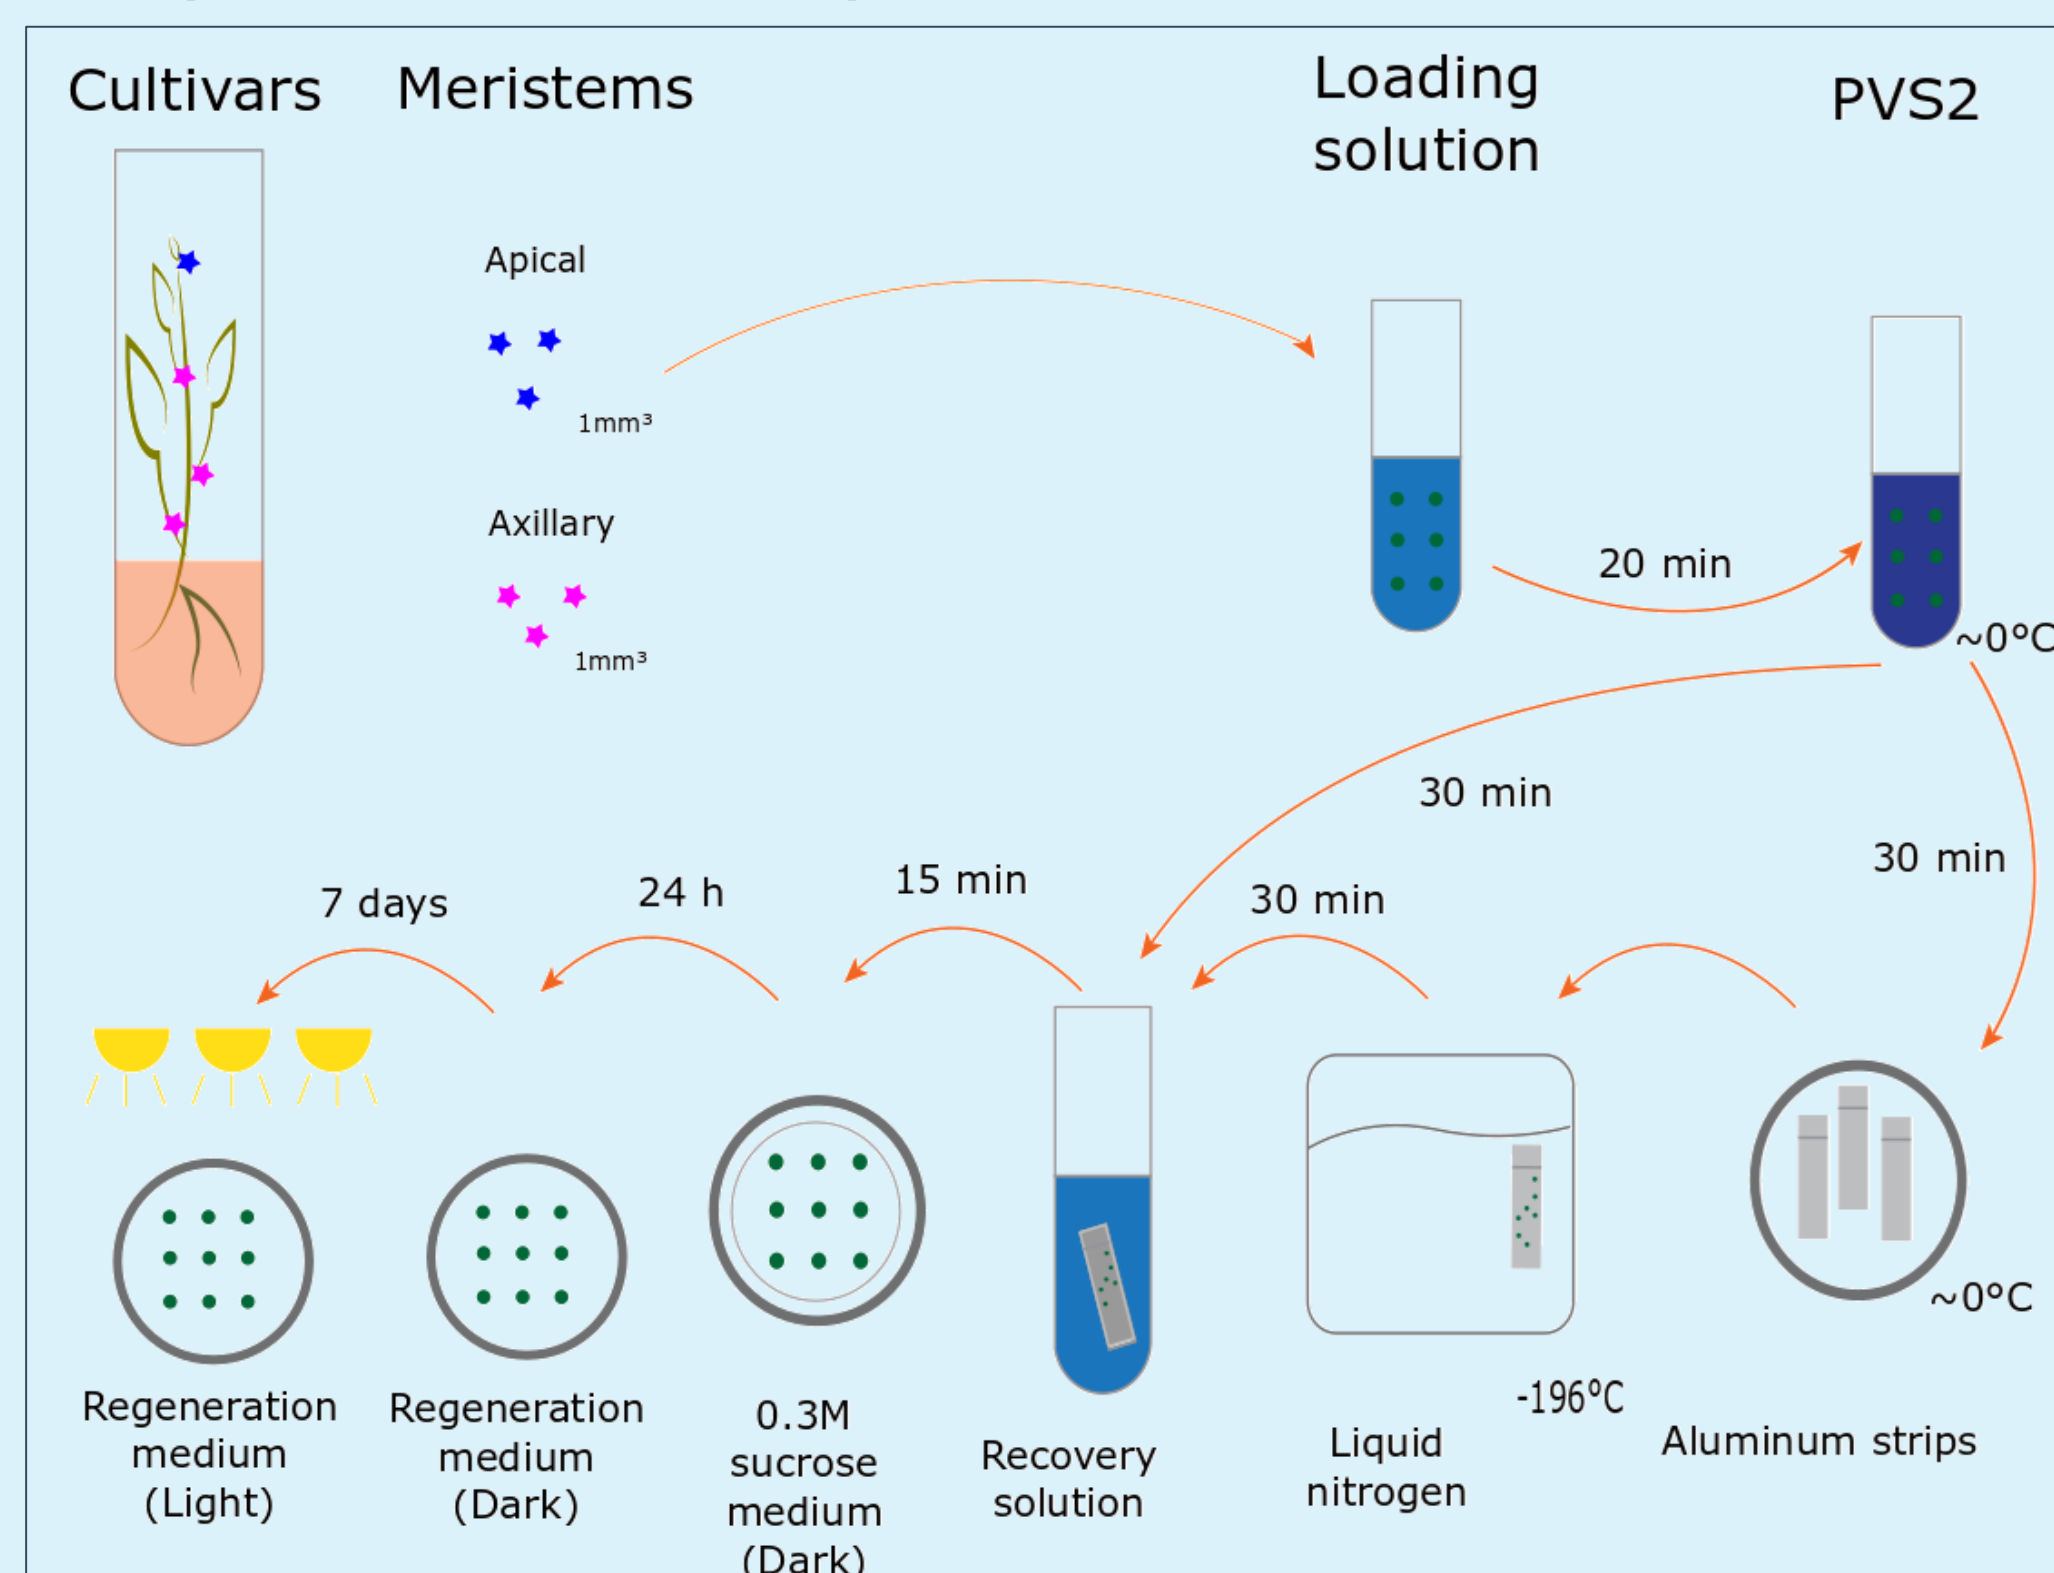 Cultivars
Meristems
Loading
solution
PVS2
Apical
1mm³
Axillary
1mm³
20 min
~0°C
30 min
30 min
7 days
24 h
15 min
30 min
~0°C
-196°C
Regeneration
medium
(Light)
Regeneration
medium
(Dark)
0.3M
sucrose
medium
(Dark)
Recovery
solution
Liquid
nitrogen
Aluminum strips